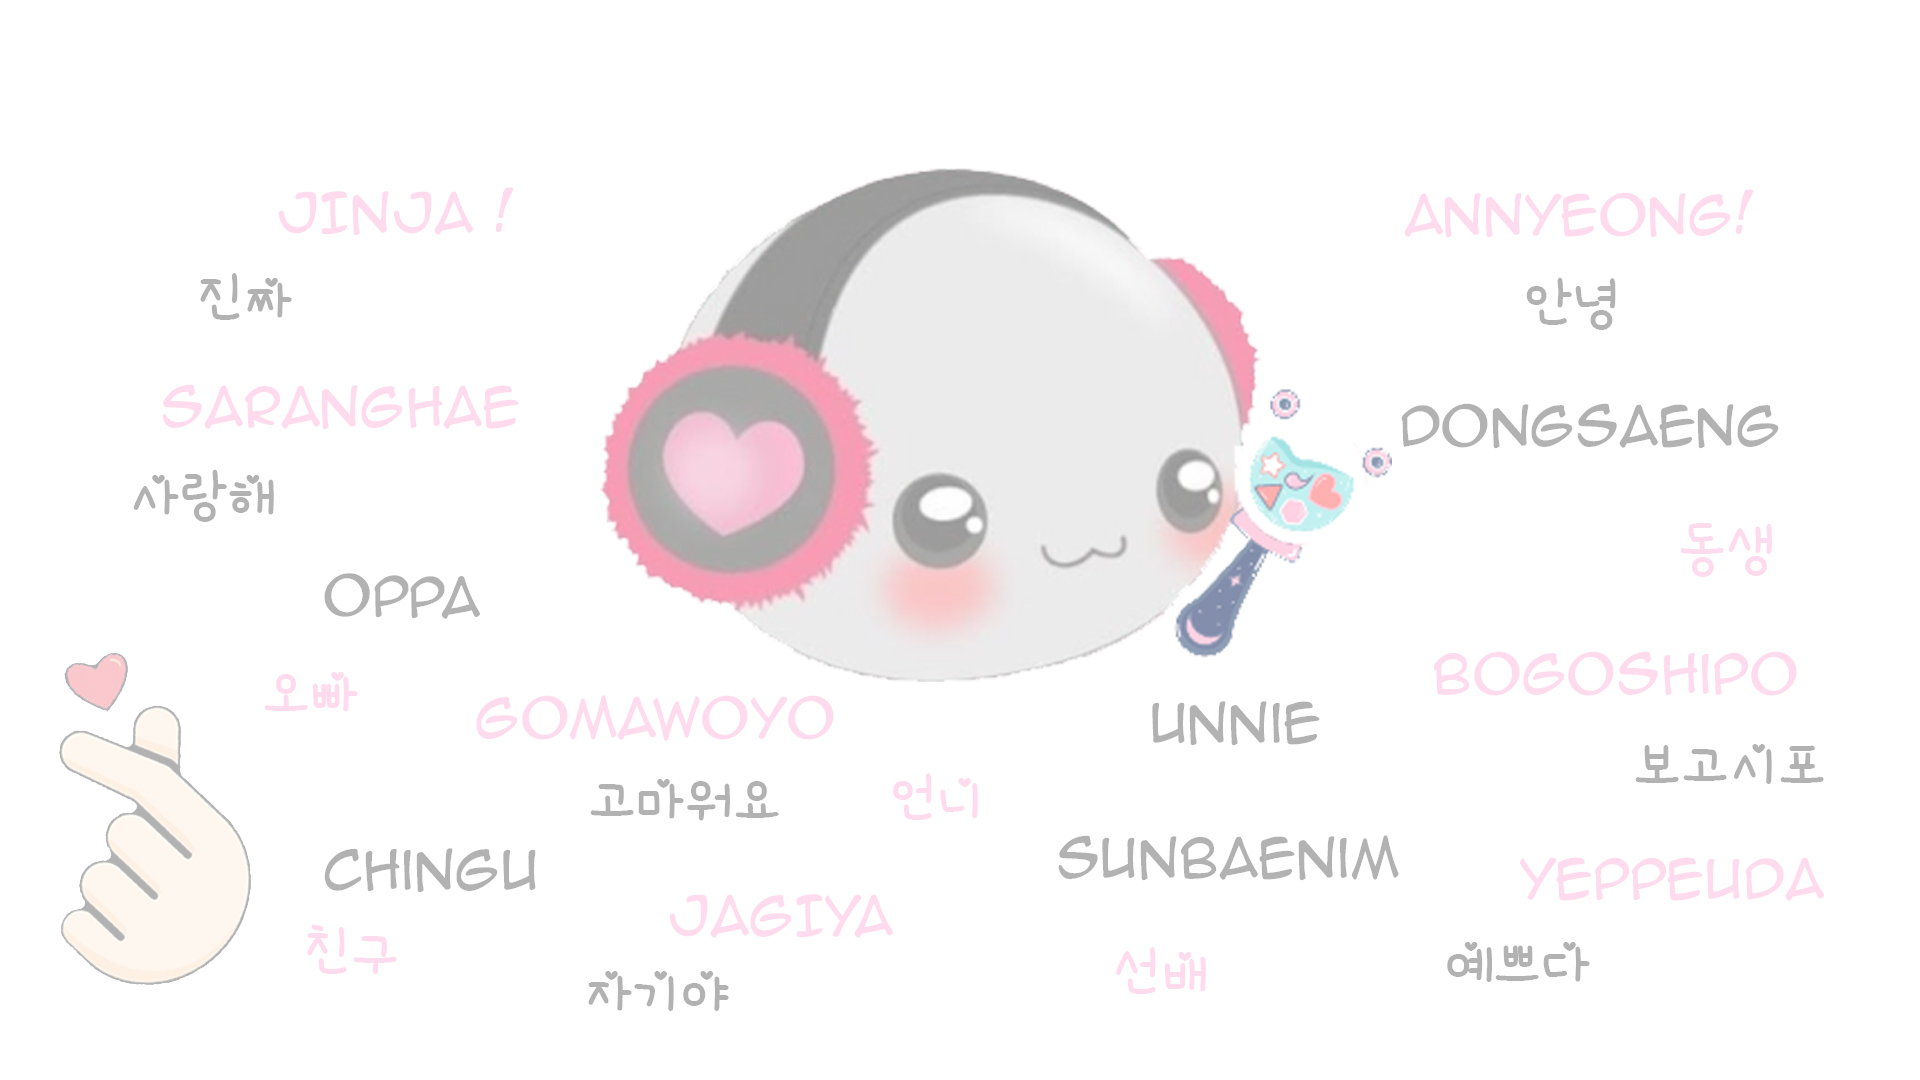 JINJA !
진짜
SARANGHAE
사랑해
OPPA
오빠
GOMAWOYO
고마워요
CHINGU
친구
JAGIYA
자기야
ANNYEONG!
안녕
DONGSAENG
동생
BOGOSHIPO
보고시포
UNNIE
언니
SUNBAENIM
선배
YEPPEUDA
예쁘다